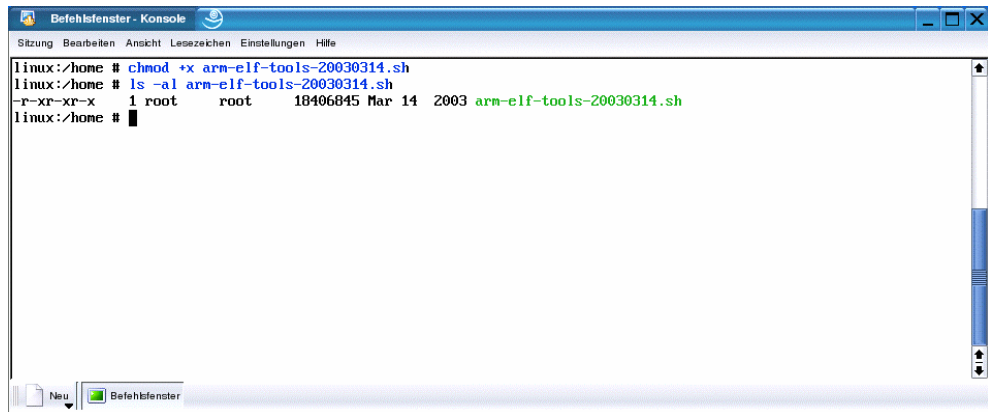 Befehlsfenster - Konsole
Sitzung Bearbeiten Ansicht Lesezeichen Einstellungen Hilfe
linux:/home # chmod +x arm-elf-tools-20030314.sh
linux:/home # ls -al arm-elf-tools-20030314.sh
-r-xr-xr-x 1 root root 18406845 Mar 14 2003 arm-elf-tools-20030314.sh
linux:/home #
Neu Befehlsfenster